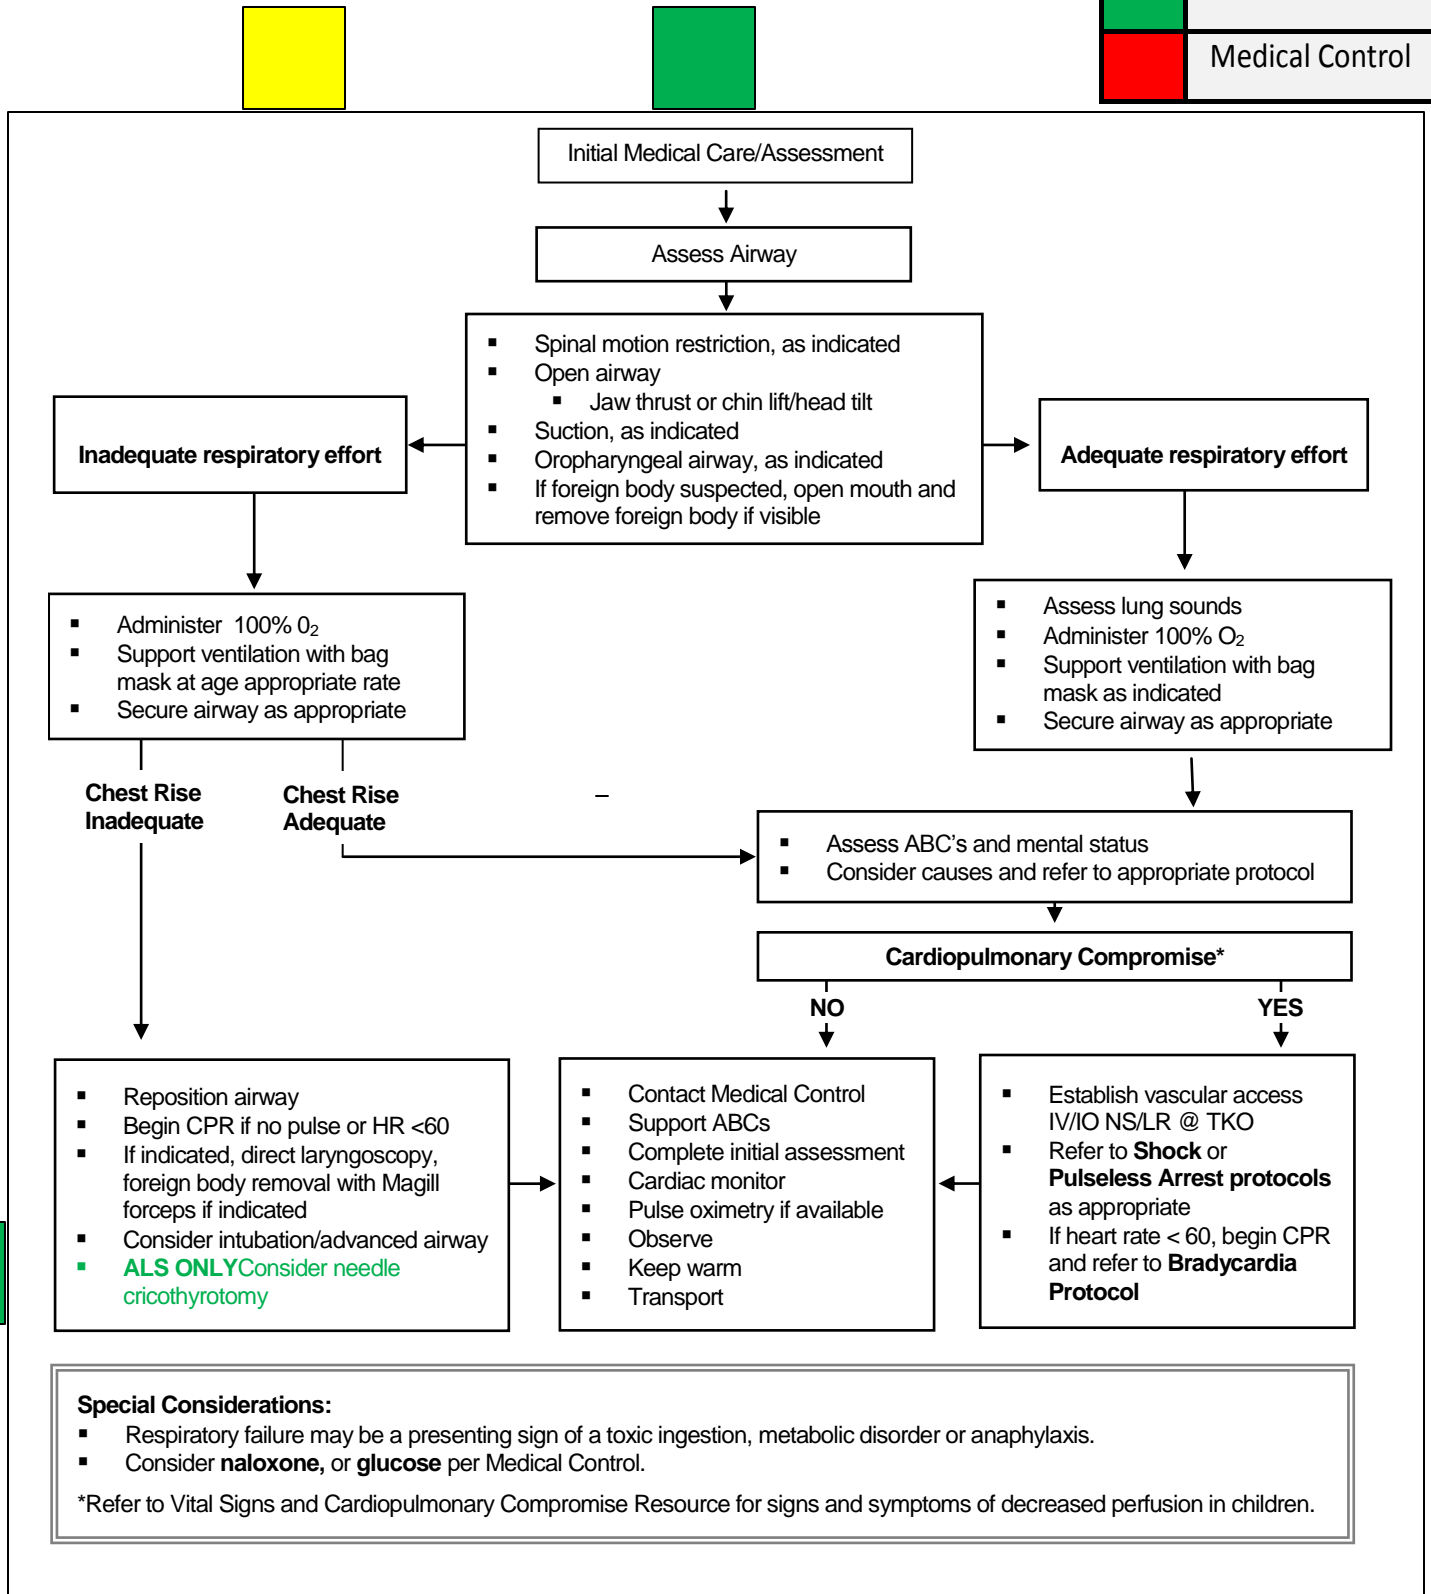 Medical Control
Initial Medical Care/Assessment
Assess Airway
▪ Spinal motion restriction, as indicated
▪ Open airway
▪ Jaw thrust or chin lift/head tilt
▪ Suction, as indicated
▪ Oropharyngeal airway, as indicated
▪ If foreign body suspected, open mouth and
remove foreign body if visible
Inadequate respiratory effort
Adequate respiratory effort
▪ Administer 100% 0₂
▪ Support ventilation with bag
mask at age appropriate rate
▪ Secure airway as appropriate
▪ Assess lung sounds
▪ Administer 100% O₂
▪ Support ventilation with bag
mask as indicated
▪ Secure airway as appropriate
Chest Rise
Inadequate
Chest Rise
Adequate
–
▪ Assess ABC's and mental status
▪ Consider causes and refer to appropriate protocol
Cardiopulmonary Compromise*
NO
YES
▪ Reposition airway
▪ Begin CPR if no pulse or HR <60
▪ If indicated, direct laryngoscopy,
foreign body removal with Magill
forceps if indicated
▪ Consider intubation/advanced airway
▪ ALS ONLYConsider needle
cricothyrotomy
▪ Contact Medical Control
▪ Support ABCs
▪ Complete initial assessment
▪ Cardiac monitor
▪ Pulse oximetry if available
▪ Observe
▪ Keep warm
▪ Transport
▪ Establish vascular access
IV/IO NS/LR @ TKO
▪ Refer to Shock or
Pulseless Arrest protocols
as appropriate
▪ If heart rate < 60, begin CPR
and refer to Bradycardia
Protocol
Special Considerations:
▪ Respiratory failure may be a presenting sign of a toxic ingestion, metabolic disorder or anaphylaxis.
▪ Consider naloxone, or glucose per Medical Control.
*Refer to Vital Signs and Cardiopulmonary Compromise Resource for signs and symptoms of decreased perfusion in children.